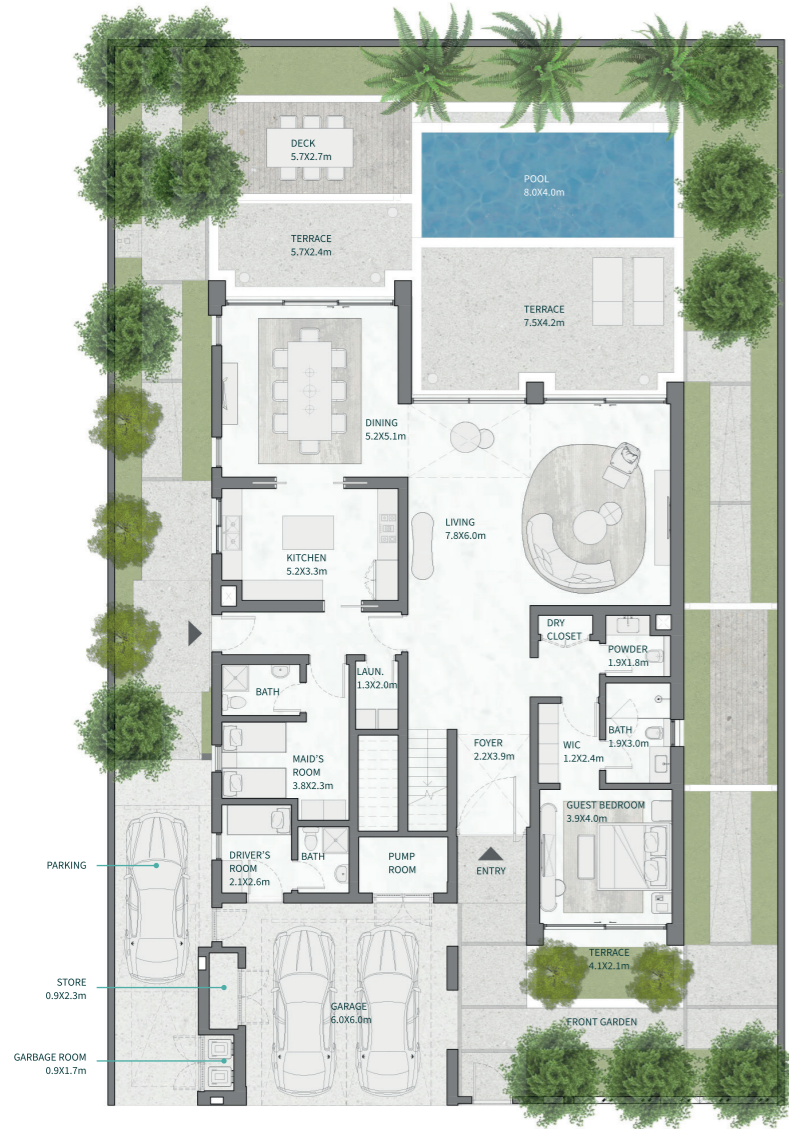 DECK
5.7X2.7m
POOL
8.0X4.0m
TERRACE
5.7X2.4m
TERRACE
7.5X4.2m
DINING
5.2X5.1m
LIVING
7.8X6.0m
KITCHEN
5.2X3.3m
DRY
CLOSET
POWDER
1.9X1.8m
LAUN.
1.3X2.0m
BATH
BATH
1.9X3.0m
FOYER
2.2X3.9m
WIC
1.2X2.4m
MAID'S
ROOM
3.8X2.3m
GUEST BEDROOM
3.9X4.0m
DRIVER'S
ROOM
2.1X2.6m
BATH
PUMP
ROOM
ENTRY
PARKING
TERRACE
4.1X2.1m
STORE
0.9X2.3m
GARAGE
6.0X6.0m
FRONT GARDEN
GARBAGE ROOM
0.9X1.7m